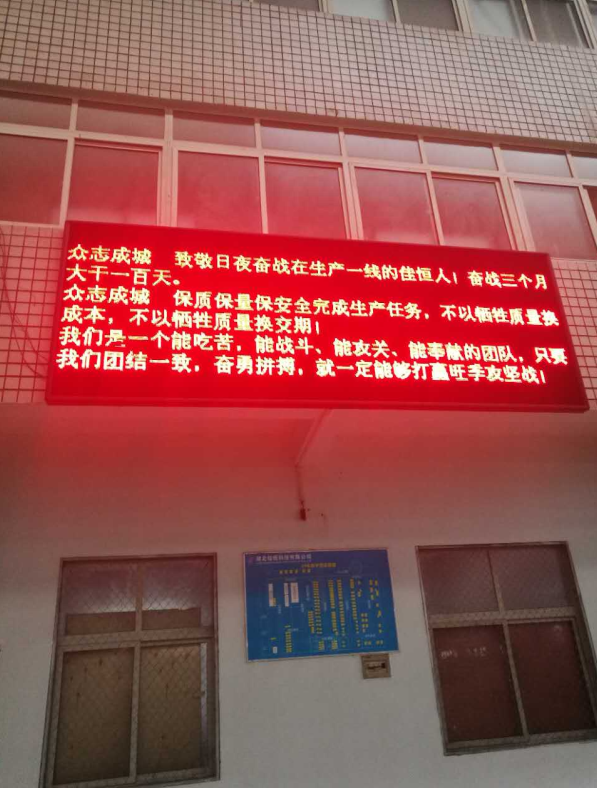 众志成城 致敬日夜奋战在生产一线的佳恒人！奋战三个月
大干一百天。
众志成城 保质保量保安全完成生产任务，不以牺牲质量换
成本，不以牺牲质量换交期！
我们是一个能吃苦，能战斗、能攻关、能奉献的团队，只要
我们团结一致，奋勇拼搏，就一定能够打赢旺季攻坚战！